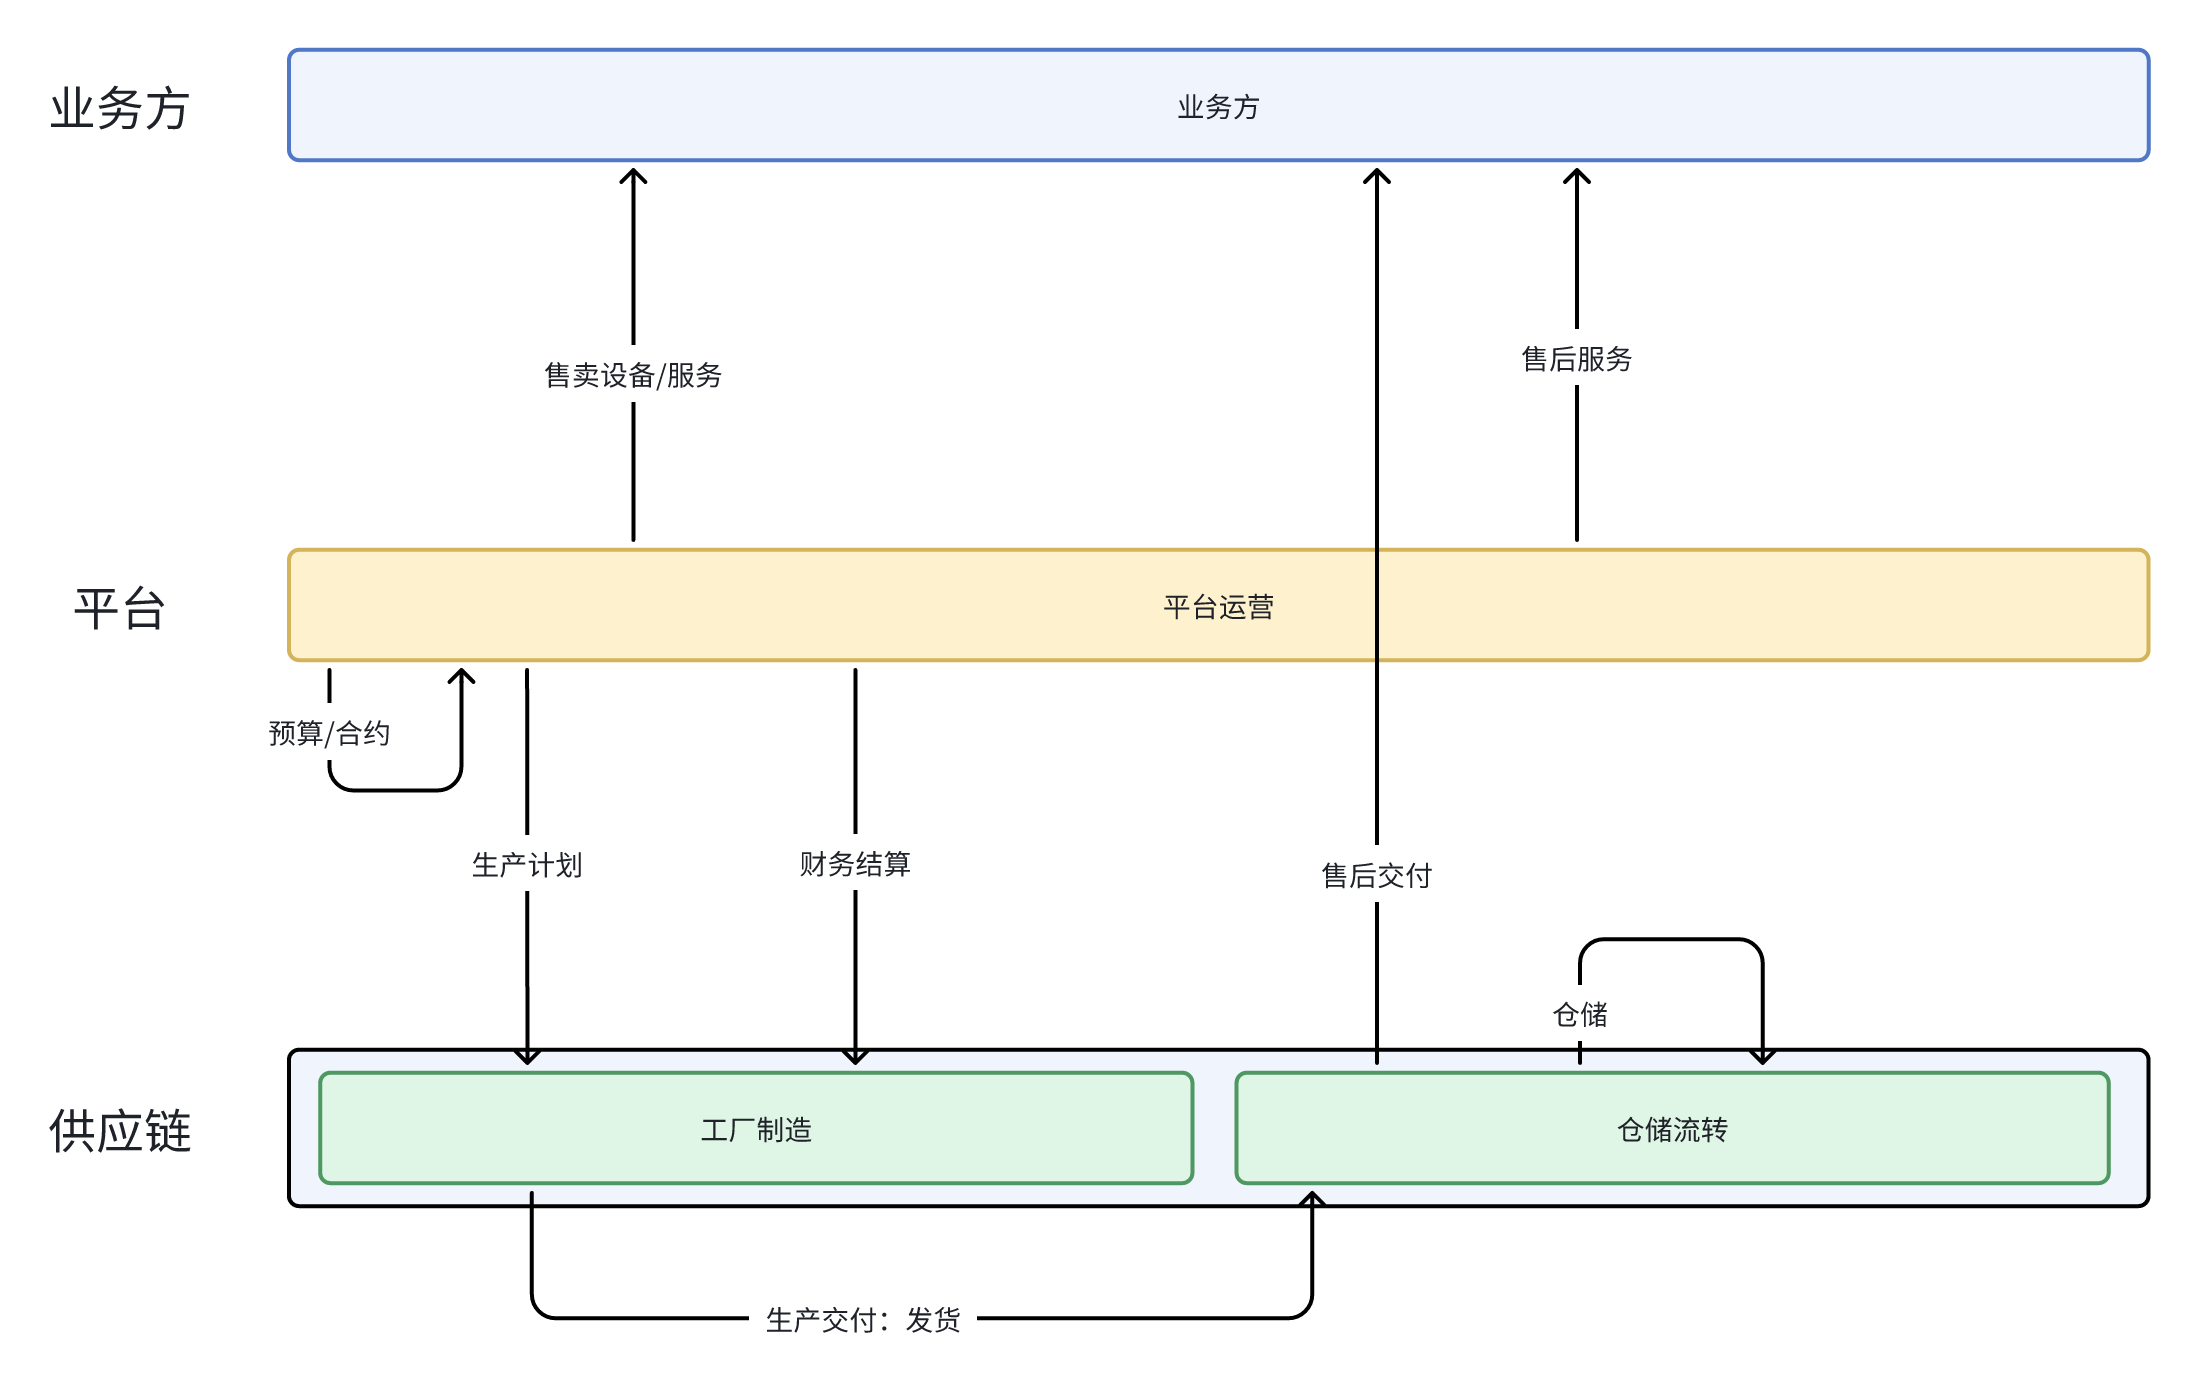 业务方
业务方
售后服务
售卖设备/服务
平台
平台运营
预算/合约
生产计划
财务结算
售后交付
仓储
供应链
工厂制造
仓储流转
生产交付：发货